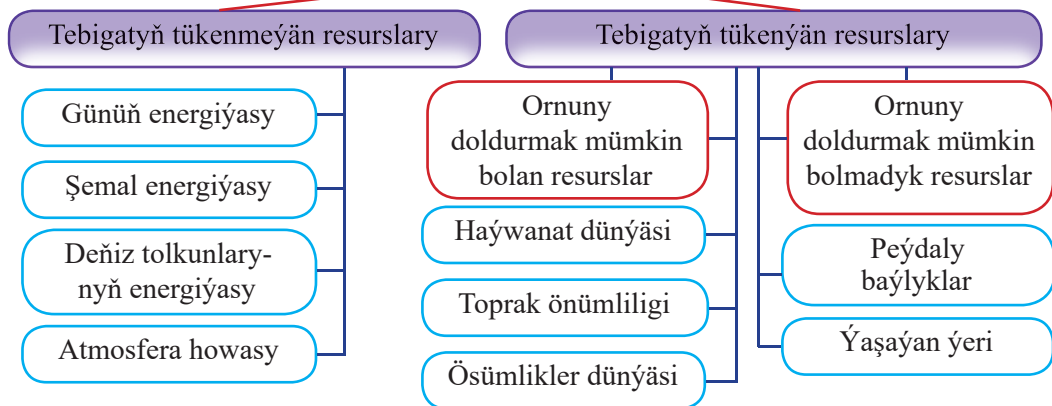 Tebigatyň tükenmeýän resurslary
Günüň energiýasy
Şemal energiýasy
Deňiz tolkunlary-
nyň energiýasy
Atmosfera howasy
Tebigatyň tükenýän resurslary
Ornuny
doldurmak mümkin
bolan resurslar
Haýwanat dünýäsi
Toprak önümliligi
Ösümlikler dünýäsi
Ornuny
doldurmak mümkin
bolmadyk resurslar
Peýdaly
baýlyklar
Ýaşaýan ýeri